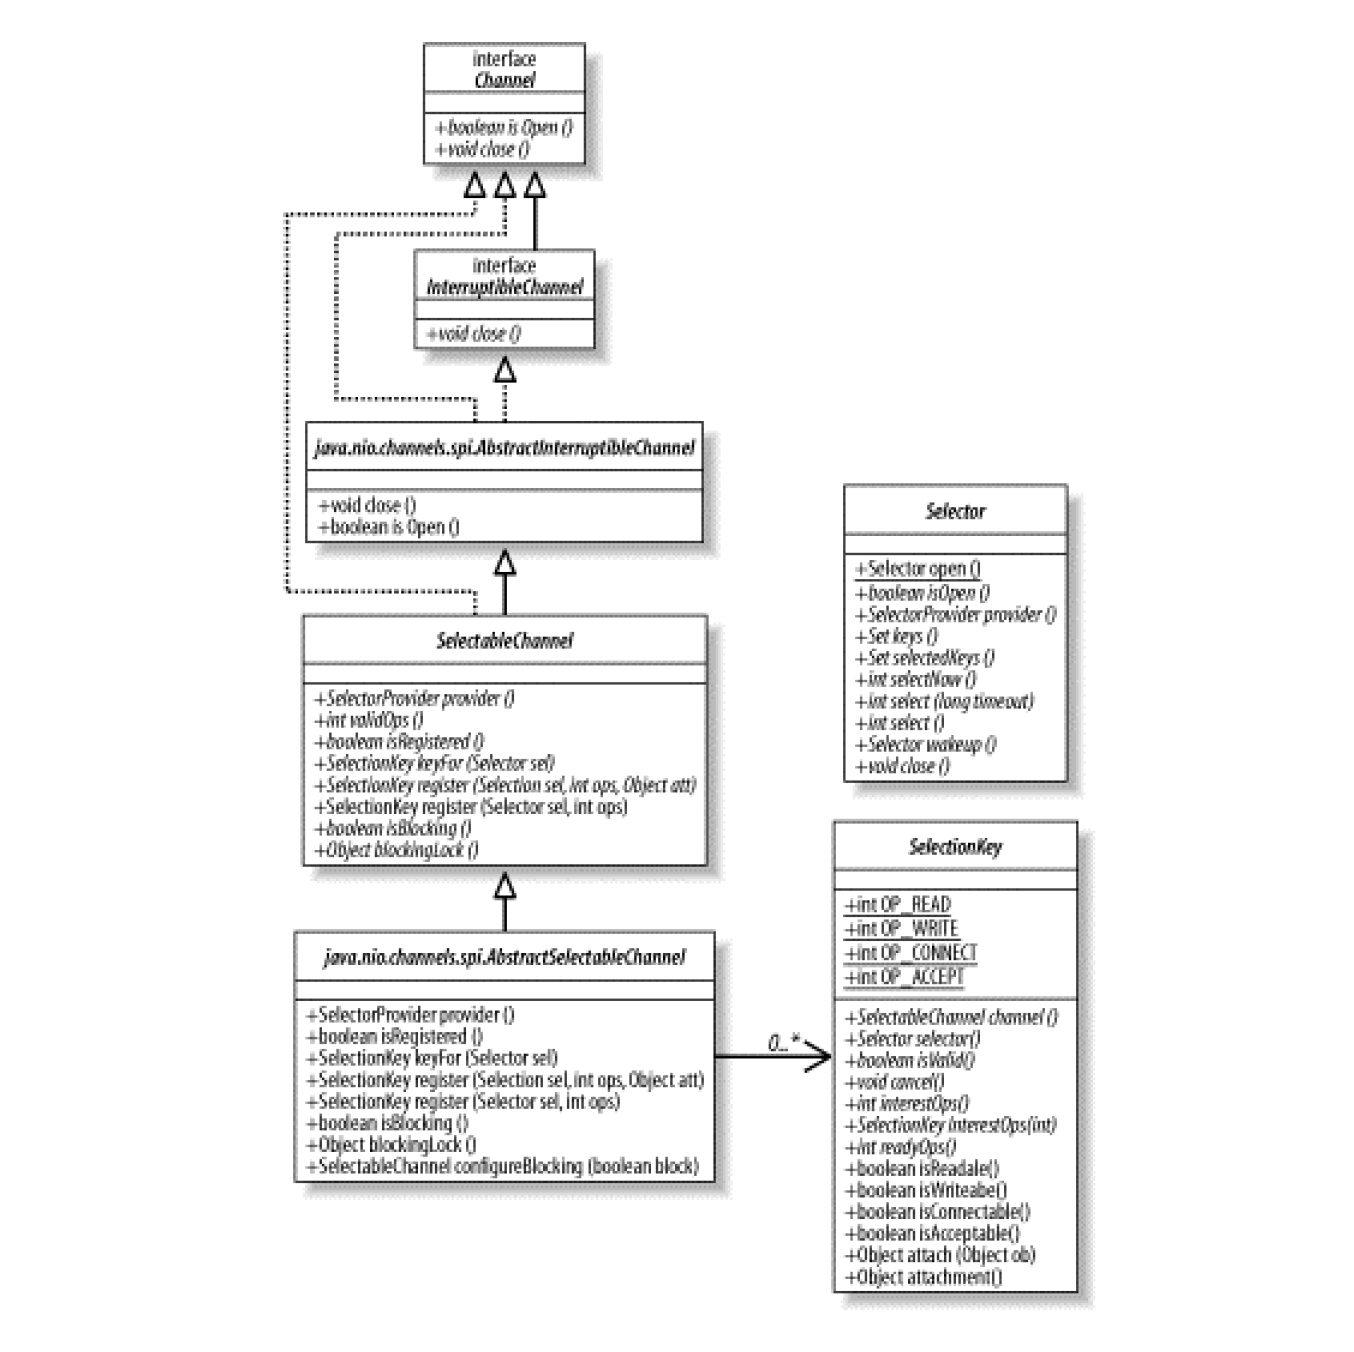 interface
Channel
+boolean is Open ()
+void close ()
interface
InterruptibleChannel
+void close ()
java.nio.channels.spi.AbstractInterruptibleChannel
+void close ()
+boolean is Open ()
SelectableChannel
+SelectorProvider provider ()
+int validOps ()
+boolean isRegistered ()
+SelectionKey keyFor (Selector sel)
+SelectionKey register (Selection sel, int ops, Object att)
+SelectionKey register (Selector sel, int ops)
+boolean isBlocking ()
+Object blockingLock ()
java.nio.channels.spi.AbstractSelectableChannel
+SelectorProvider provider ()
+boolean isRegistered ()
+SelectionKey keyFor (Selector sel)
+SelectionKey register (Selection sel, int ops, Object att)
+SelectionKey register (Selector sel, int ops)
+boolean isBlocking ()
+Object blockingLock ()
+SelectableChannel configureBlocking (boolean block)
0...*
Selector
+Selector open ()
+boolean isOpen ()
+SelectorProvider provider ()
+Set keys ()
+Set selectedKeys ()
+int selectNow ()
+int select (long timeout)
+int select ()
+Selector wakeup ()
+void close ()
SelectionKey
+int OP_READ
+int OP_WRITE
+int OP_CONNECT
+int OP_ACCEPT
+SelectableChannel channel ()
+Selector selector()
+boolean isValid()
+void cancel()
+int interestOps()
+SelectionKey InterestOps(int)
+int readyOps()
+boolean isReadale()
+boolean isWriteabe()
+boolean isConnectable()
+boolean isAcceptable()
+Object attach (Object ob)
+Object attachment()